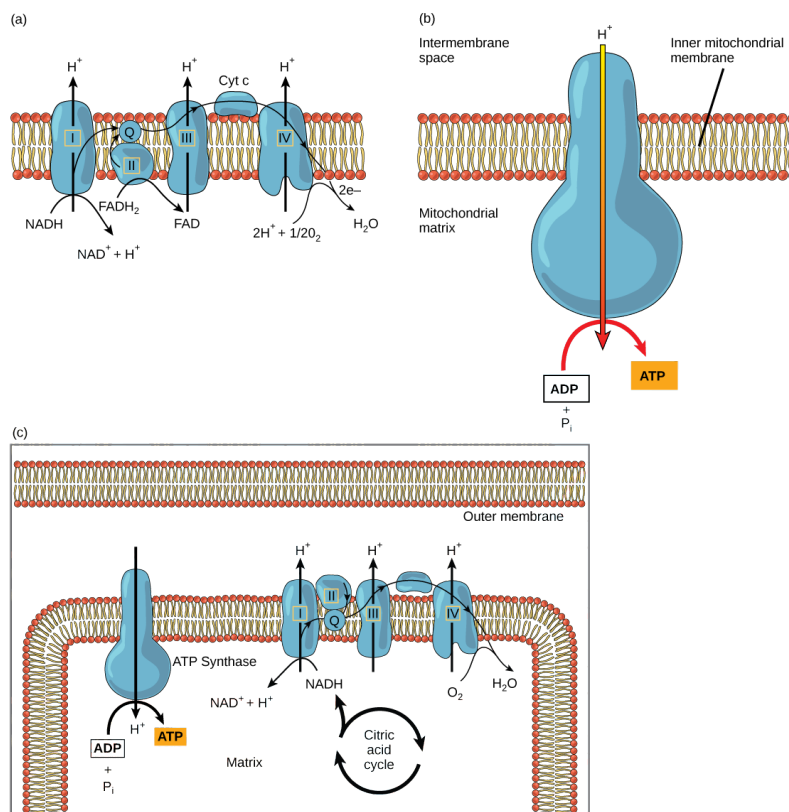 (a)
H⁺
H⁺
Cyt c
H⁺
I
Q
II
III
IV
NADH
FADH₂
FAD
NAD⁺ + H⁺
2e–
2H⁺ + 1/20₂
H₂O
(b)
H⁺
Intermembrane
space
Inner mitochondrial
membrane
Mitochondrial
matrix
ADP
+
Pᵢ
ATP
(c)
Outer membrane
H⁺
H⁺
H⁺
I
III
Q
III
IV
ATP Synthase
NADH
NAD⁺ + H⁺
O₂
H₂O
H⁺
ADP
+
Pᵢ
ATP
Matrix
Citric
acid
cycle